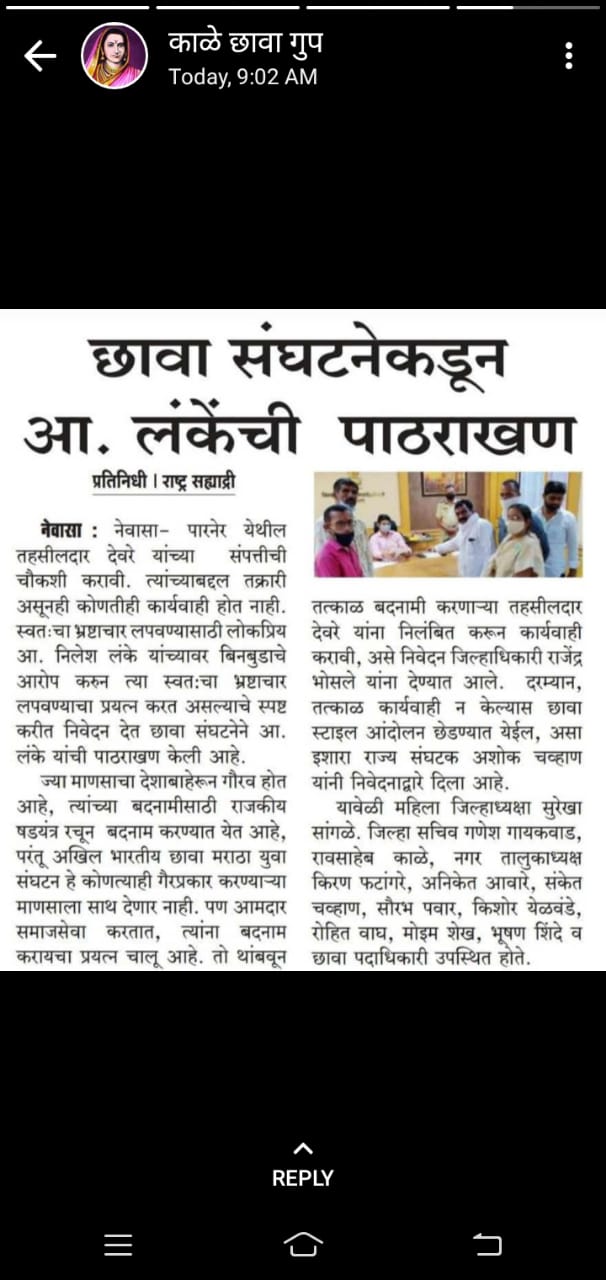 काळे छावा गुप
Today, 9:02 AM
छावा संघटनेकडून
आ. लंकेंची पाठराखण
प्रतिनिधी । राष्ट्र सह्याद्री
नेवासा : नेवासा- पारनेर येथील
तहसीलदार देवरे यांच्या संपत्तीची
चौकशी करावी. त्यांच्याबद्दल तक्रारी
असूनही कोणतीही कार्यवाही होत नाही.
स्वतःचा भ्रष्टाचार लपवण्यासाठी लोकप्रिय
आ. निलेश लंके यांच्यावर बिनबुडाचे
आरोप करुन त्या स्वतःचा भ्रष्टाचार
लपवण्याचा प्रयत्न करत असल्याचे स्पष्ट
करीत निवेदन देत छावा संघटनेने आ.
लंके यांची पाठराखण केली आहे.
ज्या माणसाचा देशाबाहेरून गौरव होत
आहे, त्यांच्या बदनामीसाठी राजकीय
षडयंत्र रचून बदनाम करण्यात येत आहे,
परंतू अखिल भारतीय छावा मराठा युवा
संघटन हे कोणत्याही गैरप्रकार करणाऱ्या
माणसाला साथ देणार नाही. पण आमदार
समाजसेवा करतात, त्यांना बदनाम
करायचा प्रयत्न चालू आहे. तो थांबवून
तत्काळ बदनामी करणाऱ्या तहसीलदार
देवरे यांना निलंबित करून कार्यवाही
करावी, असे निवेदन जिल्हाधिकारी राजेंद्र
भोसले यांना देण्यात आले. दरम्यान,
तत्काळ कार्यवाही न केल्यास छावा
स्टाइल आंदोलन छेडण्यात येईल, असा
इशारा राज्य संघटक अशोक चव्हाण
यांनी निवेदनाद्वारे दिला आहे.
यावेळी महिला जिल्हाध्यक्षा सुरेखा
सांगळे. जिल्हा सचिव गणेश गायकवाड,
रावसाहेब काळे, नगर तालुकाध्यक्ष
किरण फटांगरे, अनिकेत आवारे, संकेत
चव्हाण, सौरभ पवार, किशोर येळवंडे,
रोहित वाघ, मोइम शेख, भूषण शिंदे व
छावा पदाधिकारी उपस्थित होते.
REPLY